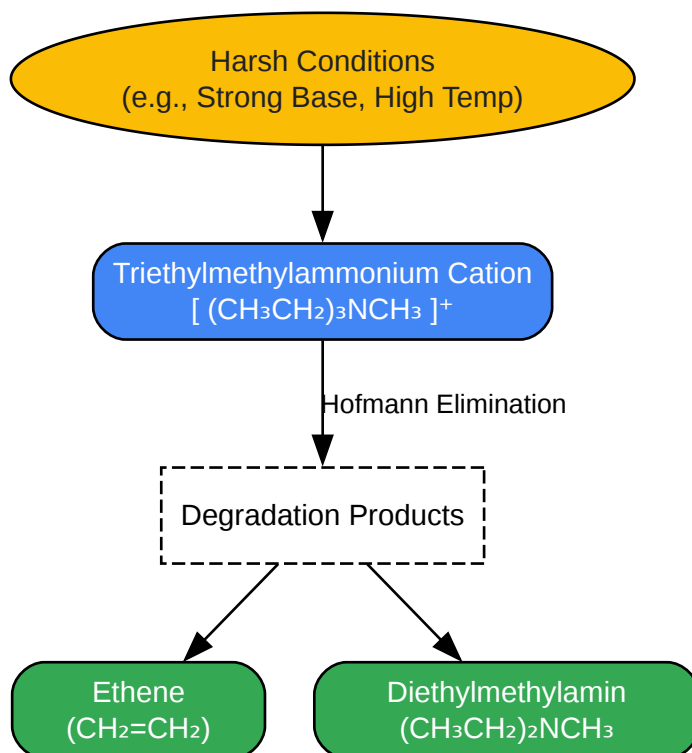 Harsh Conditions
(e.g., Strong Base, High Temp)
Triethylmethylammonium Cation
[ (CH₃CH₂)₃NCH₃ ]⁺
Hofmann Elimination
Degradation Products
Ethene
(CH₂=CH₂)
Diethylmethylamin
(CH₃CH₂)₂NCH₃